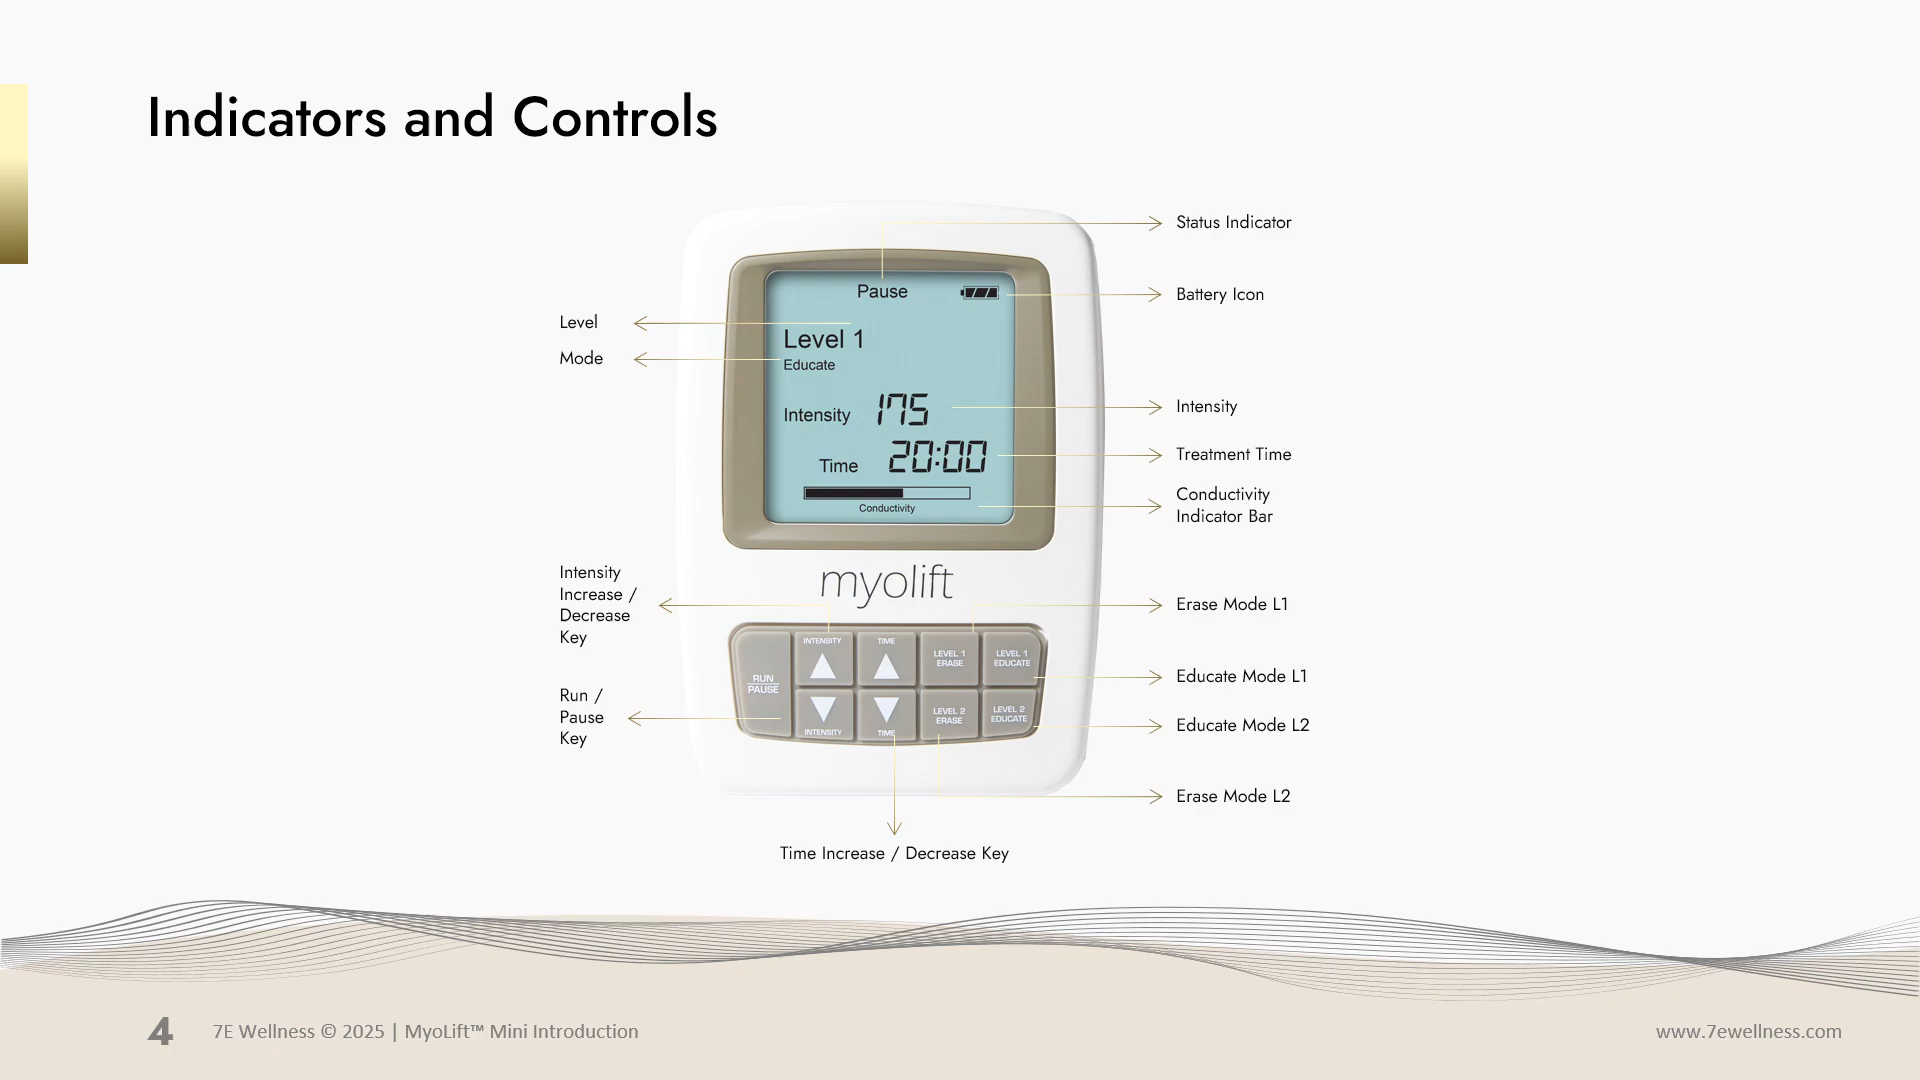 Indicators and Controls
Status Indicator
Pause
Battery Icon
Level
Level 1
Mode
Educate
Intensity 175
Intensity
Time 20:00
Treatment Time
Conductivity
Indicator Bar
Conductivity
myolift
Intensity
Increase /
Decrease
Key
Erase Mode L1
INTENSITY
TIME
LEVEL 1
ERASE
LEVEL 1
EDUCATE
RUN
PAUSE
Educate Mode L1
Run /
Pause
Key
LEVEL 2
ERASE
LEVEL 2
EDUCATE
INTENSITY
TIME
Educate Mode L2
Erase Mode L2
Time Increase / Decrease Key
4 7E Wellness © 2025 | MyoLift™ Mini Introduction
www.7ewellness.com